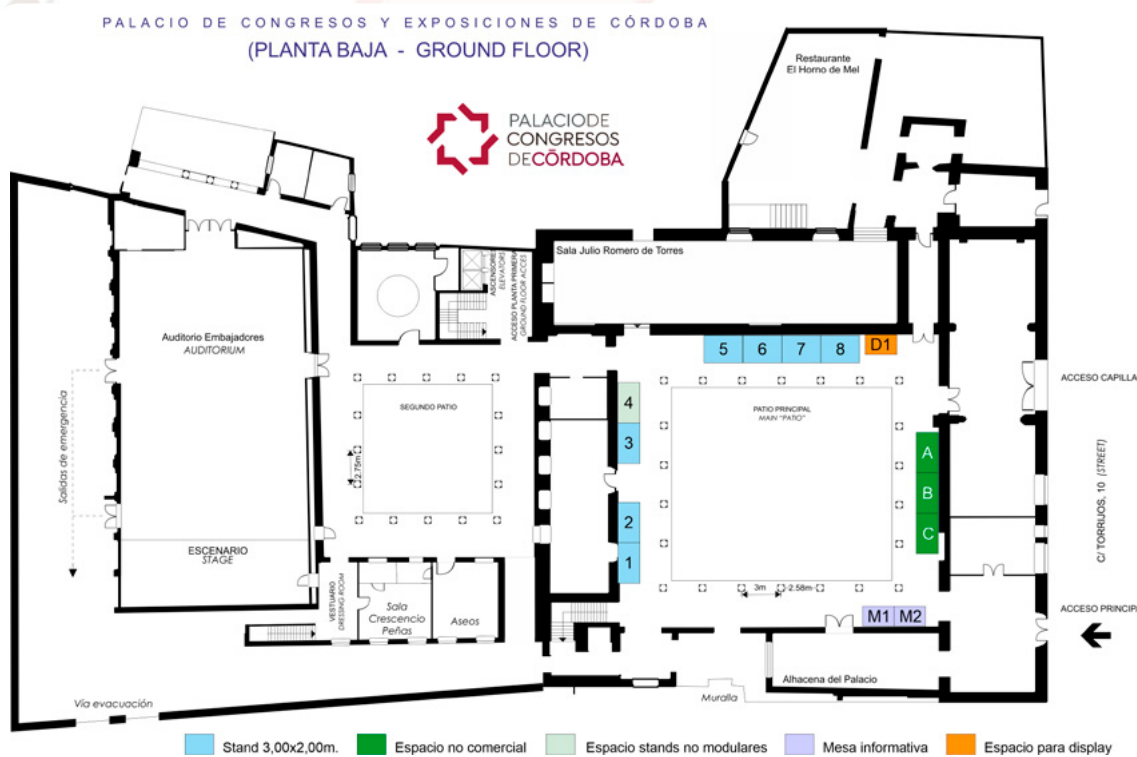 PALACIO DE CONGRESOS Y EXPOSICIONES DE CÓRDOBA
(PLANTA BAJA - GROUND FLOOR)
PALACIODE
CONGRESOS
DECÓRDOBA
Restaurante
El Horno de Mel
Sala Julio Romero de Torres
ASCENSORES
ELEVATORS
ACCESO PLANTA PRIMERA
GROUND FLOOR ACCES
Auditorio Embajadores
AUDITORIUM
Salidas de emergencia
5
6
7
8
D1
SEGUNDO PATIO
2.75m
4
3
PATIO PRINCIPAL
MAIN "PATIO"
ACCESO CAPILLA
A
B
C
C/ TORRIJOS, 10 (STREET)
2
1
ESCENARIO
STAGE
VESTUARIO
DRESSING ROOM
Sala
Crescencio
Peñas
Aseos
3m
2.58m
M1
M2
ACCESO PRINCIP
Alhacena del Palacio
Muralla
Vía evacuación
Stand 3,00x2,00m.
Espacio no comercial
Espacio stands no modulares
Mesa informativa
Espacio para display